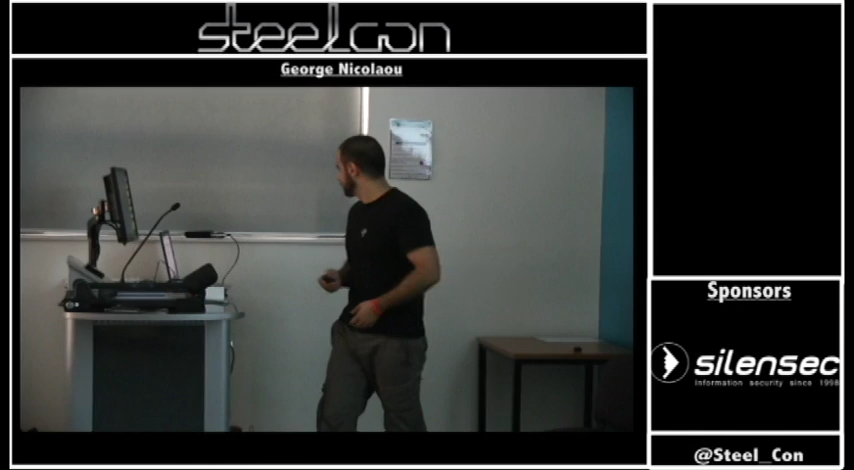 steelcon
George Nicolaou
Sponsors
silensec
information security since 1998
@Steel_Con